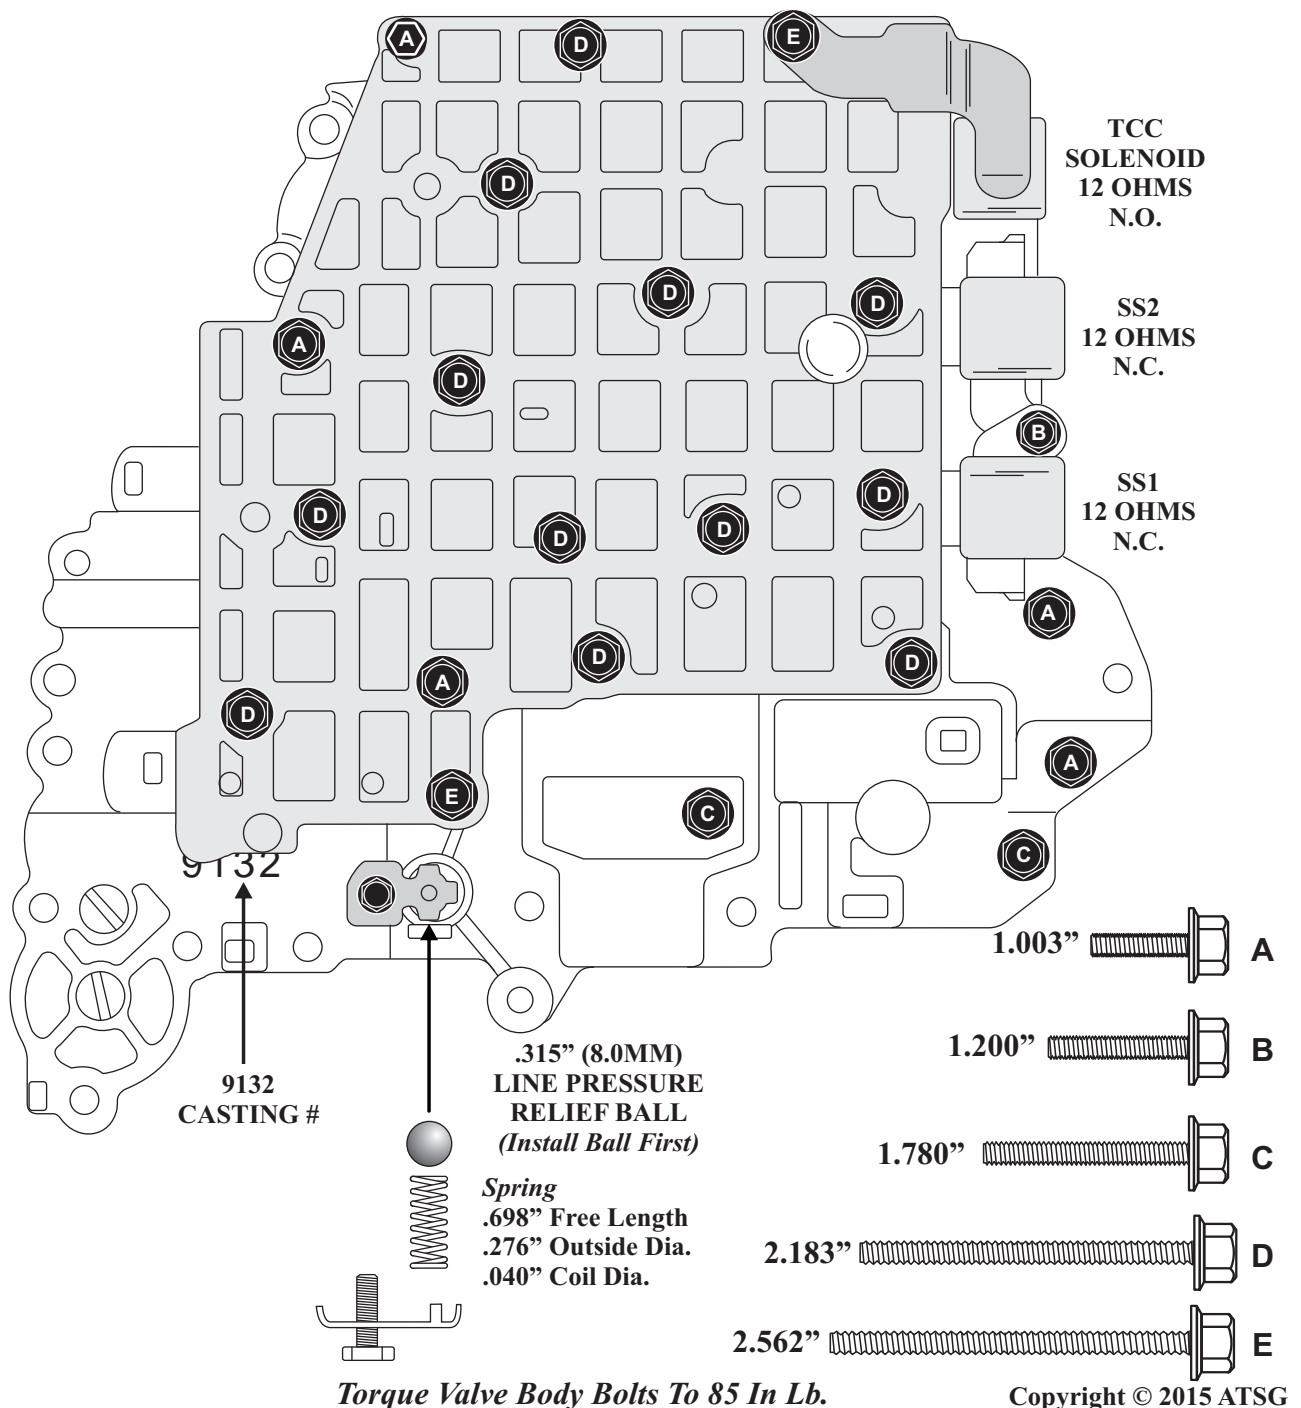 A
D
E
TCC
SOLENOID
12 OHMS
N.O.
D
D
D
SS2
12 OHMS
N.C.
A
D
B
SS1
12 OHMS
N.C.
D
D
D
D
A
D
D
A
D
A
E
C
C
9132
1.003”
A
1.200”
B
9132
CASTING #
.315” (8.0MM)
LINE PRESSURE
RELIEF BALL
(Install Ball First)
1.780”
C
Spring
.698” Free Length
.276” Outside Dia.
.040” Coil Dia.
2.183”
D
2.562”
E
Torque Valve Body Bolts To 85 In Lb.
Copyright © 2015 ATSG